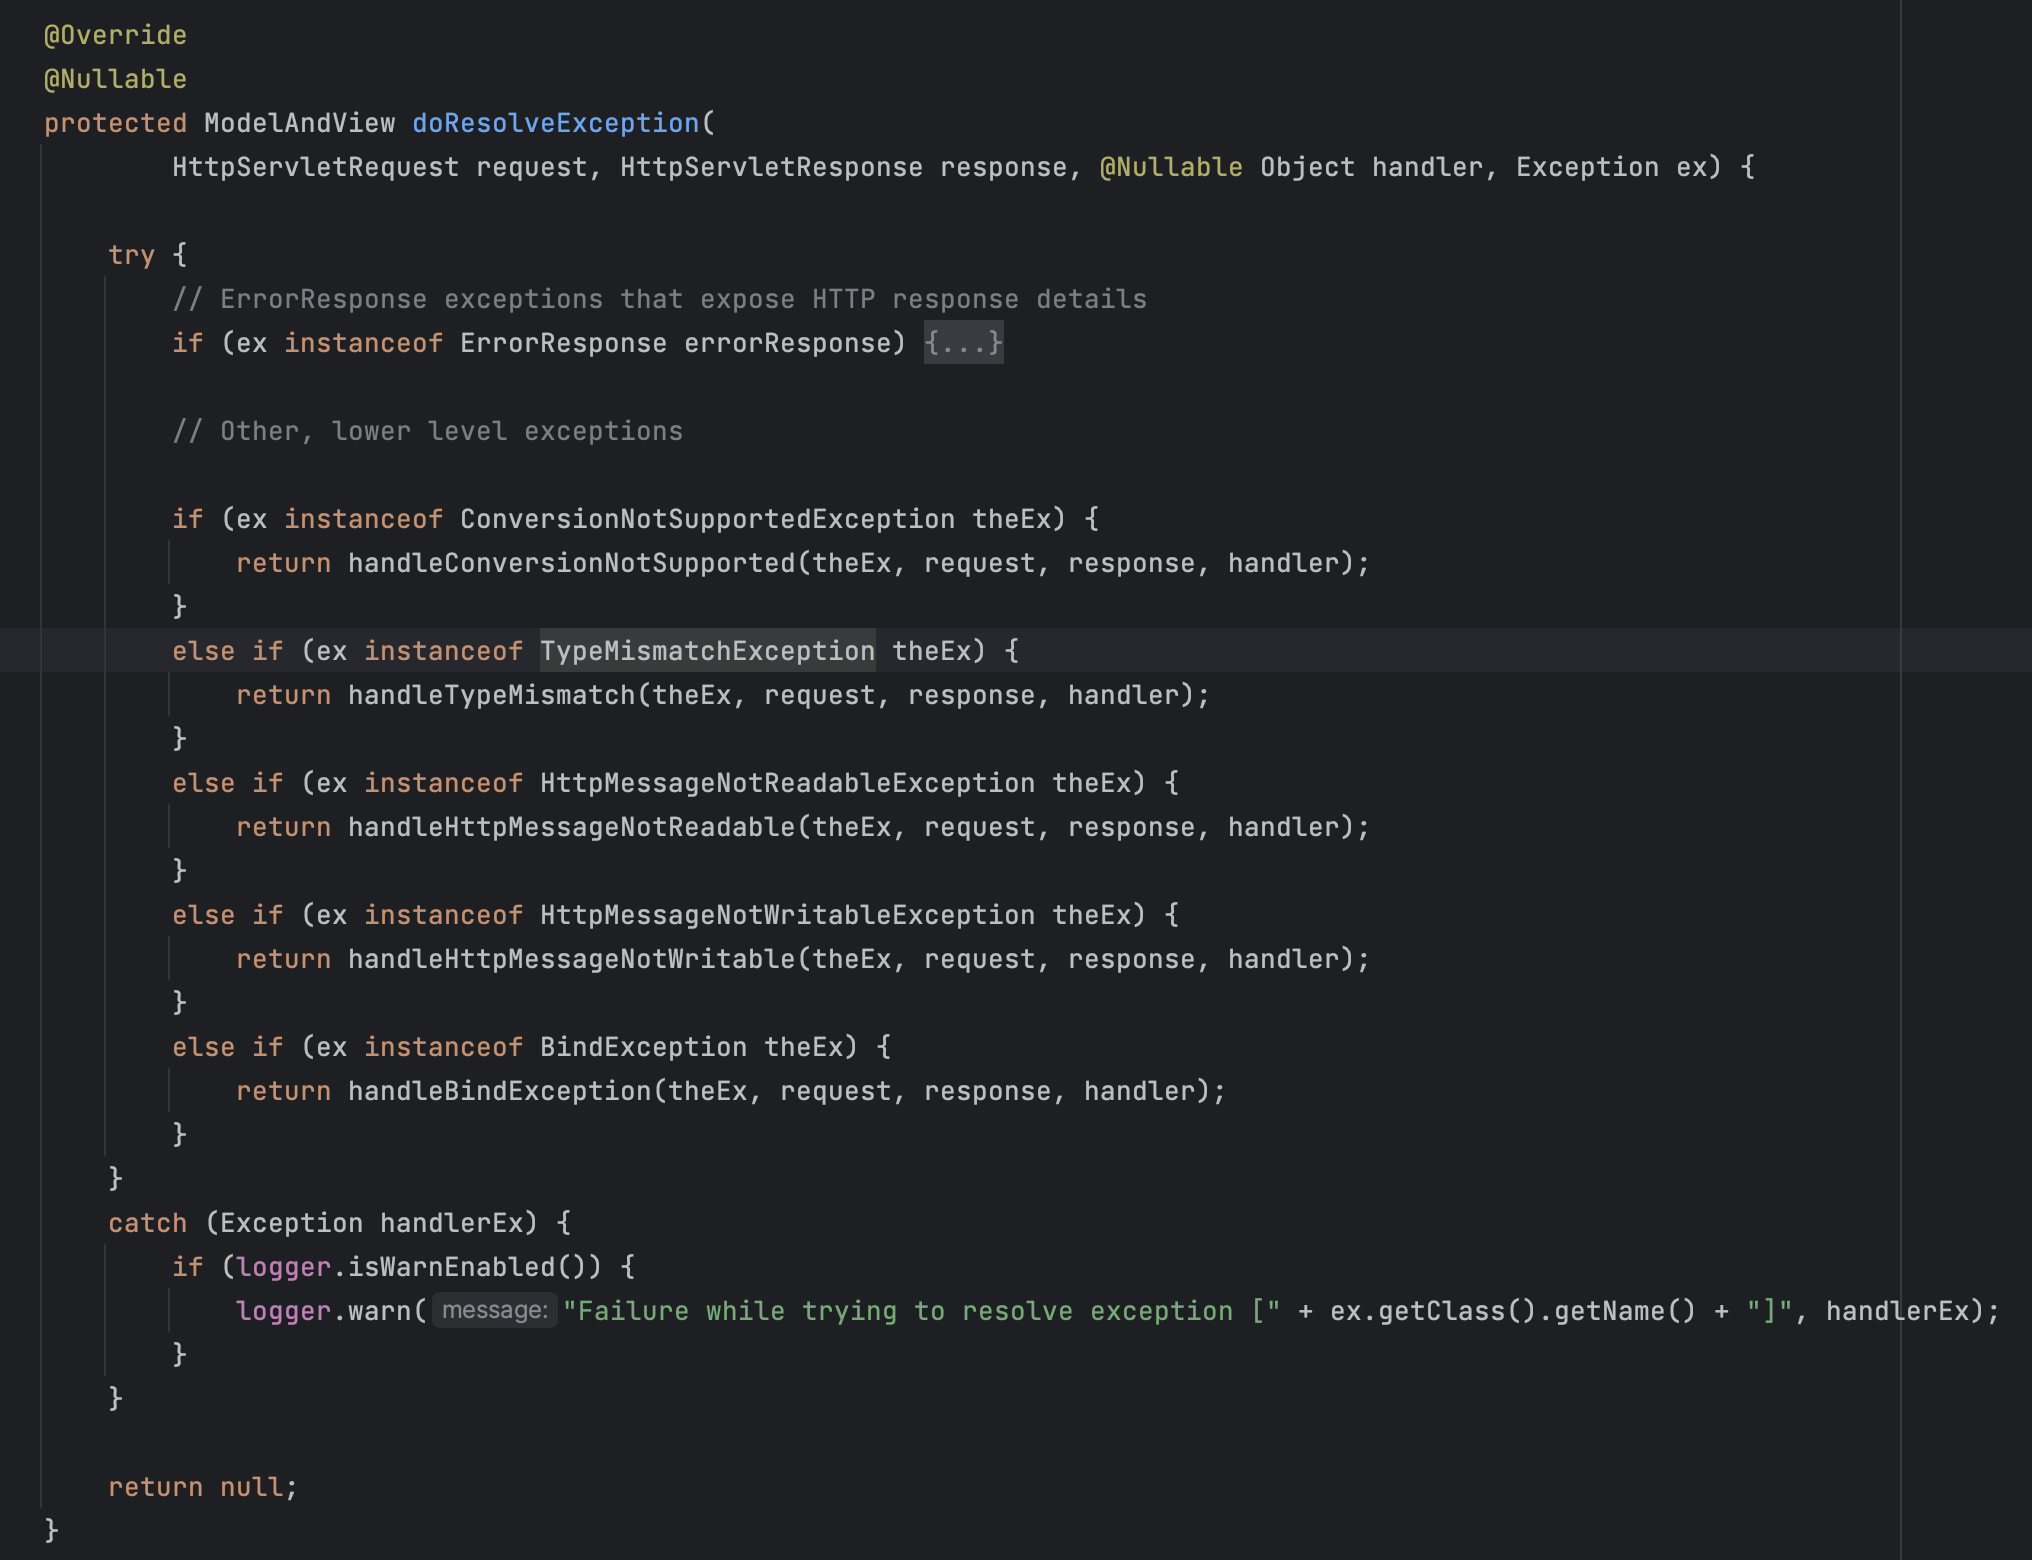 @Override
@Nullable
protected ModelAndView doResolveException(
HttpServletRequest request, HttpServletResponse response, @Nullable Object handler, Exception ex) {
try {
// ErrorResponse exceptions that expose HTTP response details
if (ex instanceof ErrorResponse errorResponse) {...}
// Other, lower level exceptions
if (ex instanceof ConversionNotSupportedException theEx) {
return handleConversionNotSupported(theEx, request, response, handler);
}
else if (ex instanceof TypeMismatchException theEx) {
return handleTypeMismatch(theEx, request, response, handler);
}
else if (ex instanceof HttpMessageNotReadableException theEx) {
return handleHttpMessageNotReadable(theEx, request, response, handler);
}
else if (ex instanceof HttpMessageNotWritableException theEx) {
return handleHttpMessageNotWritable(theEx, request, response, handler);
}
else if (ex instanceof BindException theEx) {
return handleBindException(theEx, request, response, handler);
}
}
catch (Exception handlerEx) {
if (logger.isWarnEnabled()) {
logger.warn( message: "Failure while trying to resolve exception [" + ex.getClass().getName() + "]", handlerEx);
}
}
return null;
}